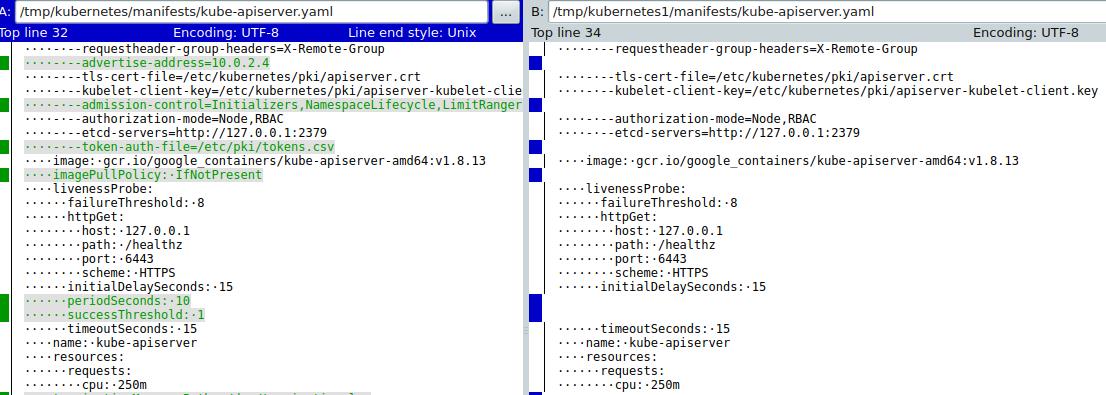 A: /tmp/kubernetes/manifests/kube-apiserver.yaml ...
Top line 32 Encoding: UTF-8 Line end style: Unix
········--requestheader-group-headers=X-Remote-Group
········--advertise-address=10.0.2.4
········--tls-cert-file=/etc/kubernetes/pki/apiserver.crt
········--kubelet-client-key=/etc/kubernetes/pki/apiserver-kubelet-clie
········--admission-control=Initializers,NamespaceLifecycle,LimitRanger
········--authorization-mode=Node,RBAC
········--etcd-servers=http://127.0.0.1:2379
········--token-auth-file=/etc/pki/tokens.csv
····image:·gcr.io/google_containers/kube-apiserver-amd64:v1.8.13
····imagePullPolicy:·IfNotPresent
····livenessProbe:
······failureThreshold:·8
······httpGet:
········host:·127.0.0.1
········path:·/healthz
········port:·6443
········scheme:·HTTPS
······initialDelaySeconds:·15
······periodSeconds:·10
······successThreshold:·1
······timeoutSeconds:·15
····name:·kube-apiserver
····resources:
······requests:
········cpu:·250m
B: /tmp/kubernetes1/manifests/kube-apiserver.yaml
Top line 34 Encoding: UTF-8
········--requestheader-group-headers=X-Remote-Group
········--tls-cert-file=/etc/kubernetes/pki/apiserver.crt
········--kubelet-client-key=/etc/kubernetes/pki/apiserver-kubelet-client.key
········--authorization-mode=Node,RBAC
········--etcd-servers=http://127.0.0.1:2379
····image:·gcr.io/google_containers/kube-apiserver-amd64:v1.8.13
····livenessProbe:
······failureThreshold:·8
······httpGet:
········host:·127.0.0.1
········path:·/healthz
········port:·6443
········scheme:·HTTPS
······initialDelaySeconds:·15
······timeoutSeconds:·15
····name:·kube-apiserver
····resources:
······requests:
········cpu:·250m